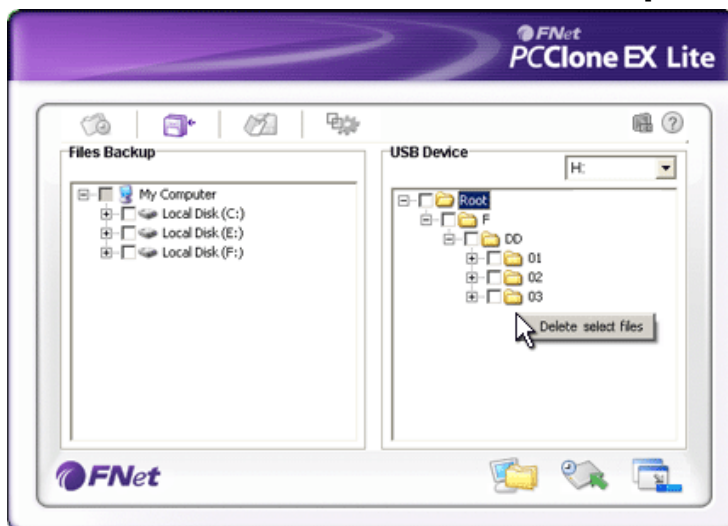 FNet
PCClone EX Lite
Files Backup
My Computer
Local Disk (C:)
Local Disk (E:)
Local Disk (F:)
USB Device
H:
Root
F
DD
01
02
03
Delete select files
FNet